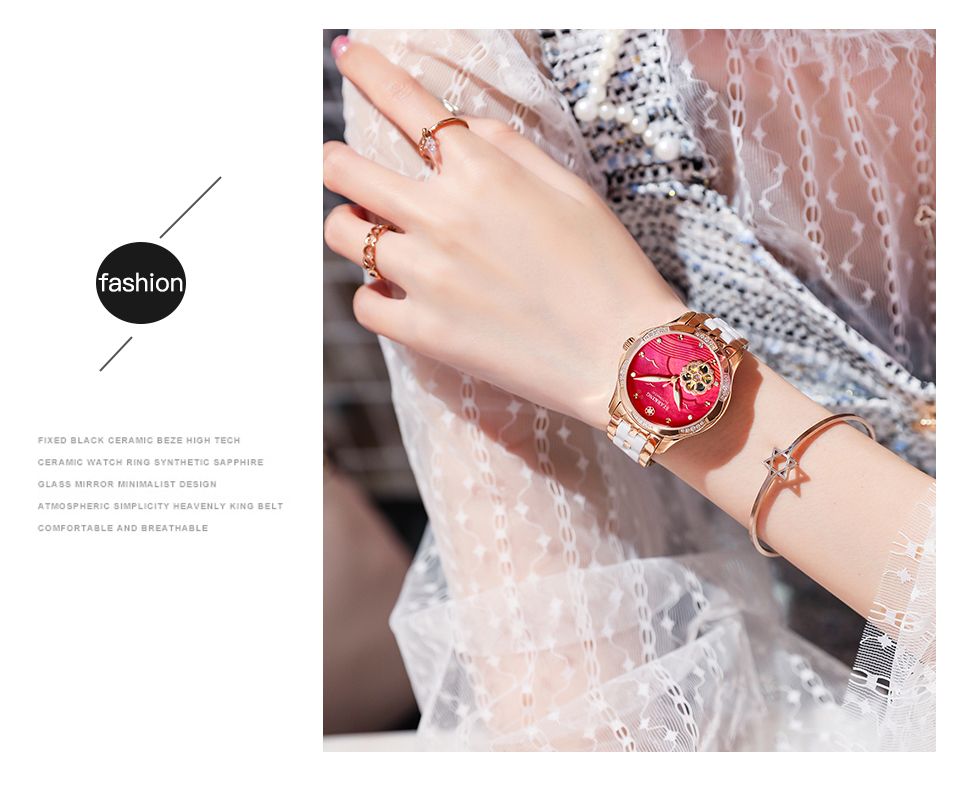 fashion
FIXED BLACK CERAMIC BEZE HIGH TECH
CERAMIC WATCH RING SYNTHETIC SAPPHIRE
GLASS MIRROR MINIMALIST DESIGN
ATMOSPHERIC SIMPLICITY HEAVENLY KING BELT
COMFORTABLE AND BREATHABLE
STARKING